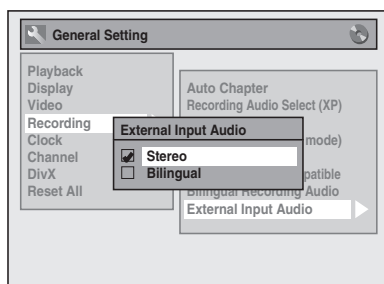 General Setting
Playback
Display
Video
Recording
Clock
Channel
DivX
Reset All
Auto Chapter
Recording Audio Select (XP)
mode)
patible
Bilingual Recording Audio
External Input Audio
External Input Audio
Stereo
Bilingual